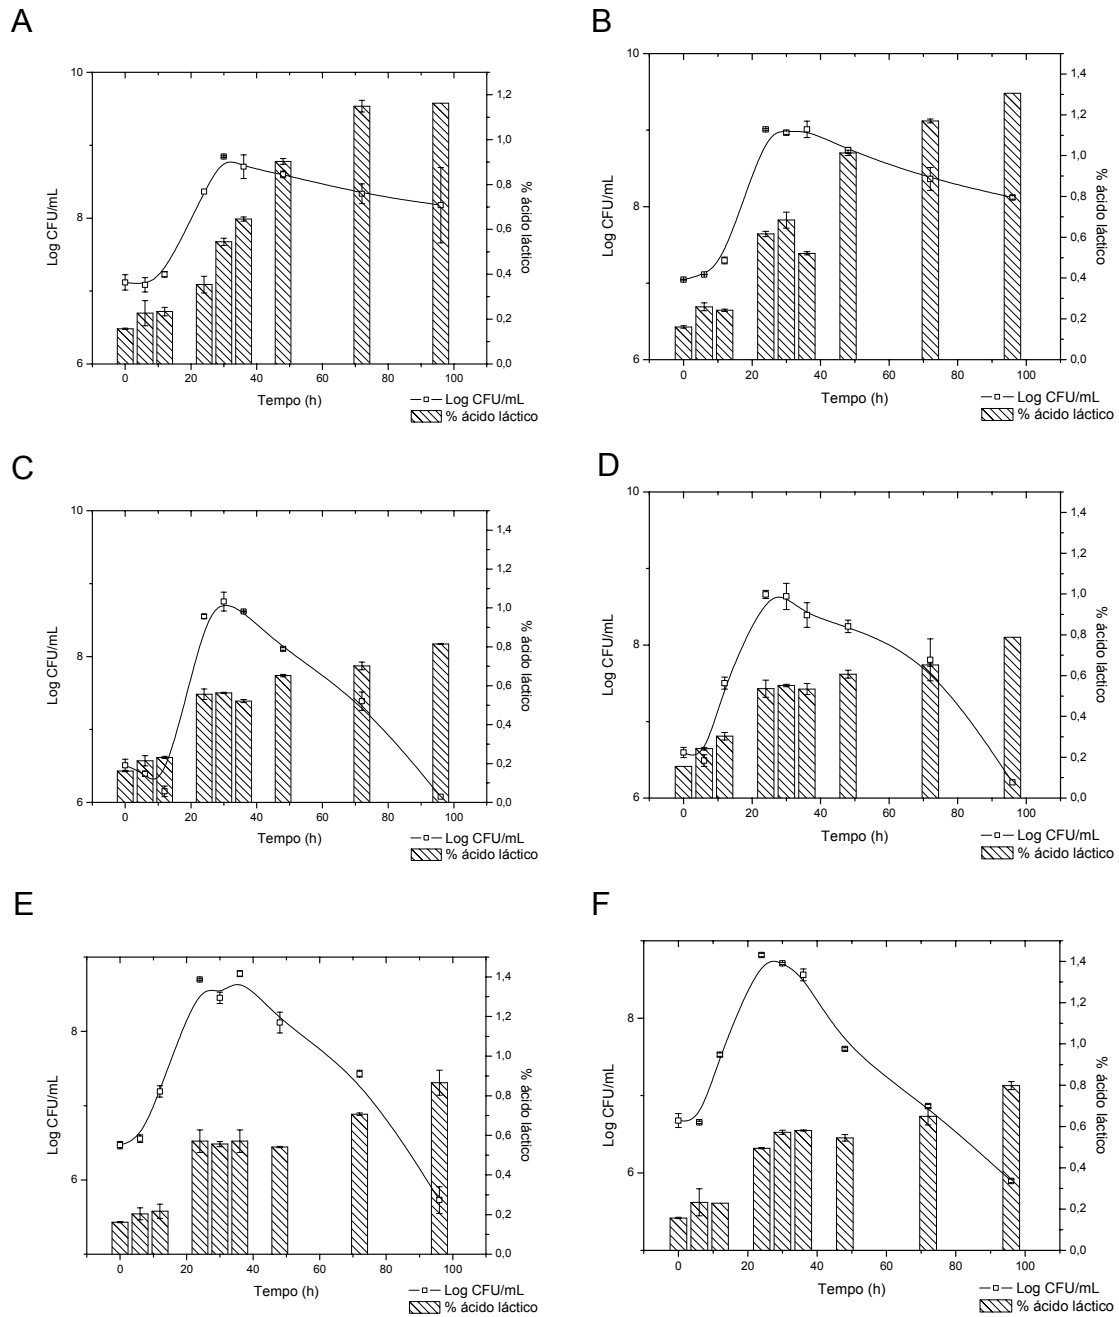 A
10
8
6
Log CFU/mL
1,2
1,0
0,8
0,6
0,4
0,2
0,0
% ácido láctico
0 20 40 60 80 100
Tempo (h)
Log CFU/mL
% ácido láctico
B
10
8
6
Log CFU/mL
1,4
1,2
1,0
0,8
0,6
0,4
0,2
0,0
% ácido láctico
0 20 40 60 80 100
Tempo (h)
Log CFU/mL
% ácido láctico
C
10
8
6
Log CFU/mL
1,4
1,2
1,0
0,8
0,6
0,4
0,2
0,0
% ácido láctico
0 20 40 60 80 100
Tempo (h)
Log CFU/mL
% ácido láctico
D
10
8
6
Log CFU/mL
1,4
1,2
1,0
0,8
0,6
0,4
0,2
0,0
% ácido láctico
0 20 40 60 80 100
Tempo (h)
Log CFU/mL
% ácido láctico
E
8
6
Log CFU/mL
1,4
1,2
1,0
0,8
0,6
0,4
0,2
0,0
% ácido láctico
0 20 40 60 80 100
Tempo (h)
Log CFU/mL
% ácido láctico
F
8
6
Log CFU/mL
1,4
1,2
1,0
0,8
0,6
0,4
0,2
0,0
% ácido láctico
0 20 40 60 80 100
Tempo (h)
Log CFU/mL
% ácido láctico